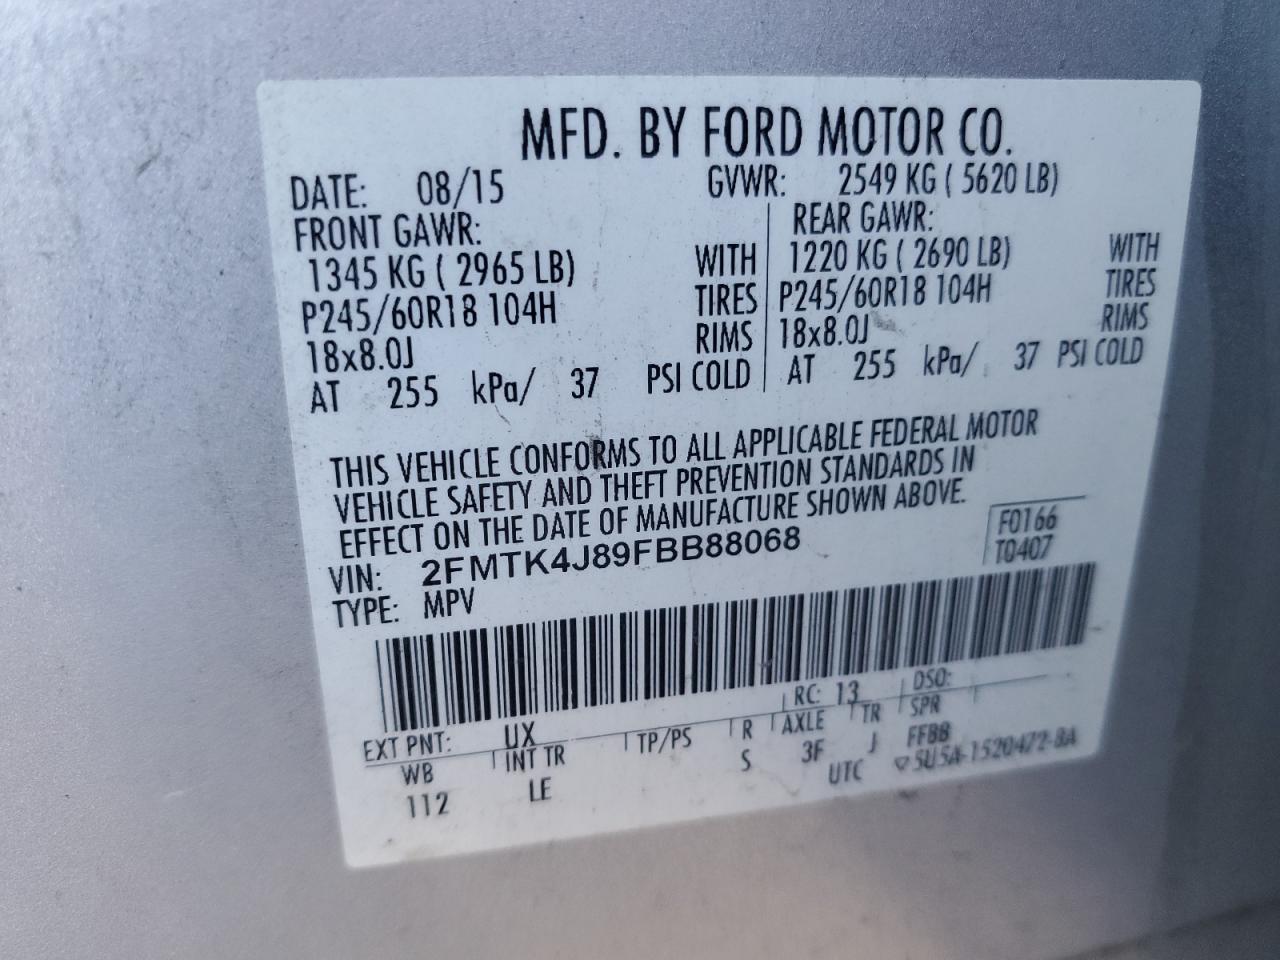 MFD. BY FORD MOTOR CO.
DATE: 08/15 GVWR: 2549 KG ( 5620 LB)
FRONT GAWR: REAR GAWR:
1345 KG ( 2965 LB) WITH 1220 KG ( 2690 LB) WITH
P245/60R18 104H TIRES P245/60R18 104H TIRES
18x8.0J RIMS 18x8.0J RIMS
AT 255 kPa/ 37 PSI COLD AT 255 kPa/ 37 PSI COLD
THIS VEHICLE CONFORMS TO ALL APPLICABLE FEDERAL MOTOR
VEHICLE SAFETY AND THEFT PREVENTION STANDARDS IN
EFFECT ON THE DATE OF MANUFACTURE SHOWN ABOVE.
F0166
T0407
VIN: 2FMTK4J89FBB88068
TYPE: MPV
EXT PNT: UX RC: 13 DSO:
WB INT TR TP/PS R AXLE TR SPR
112 LE S 3F J FFBB
UTC ▽5U5A-1520472-BA